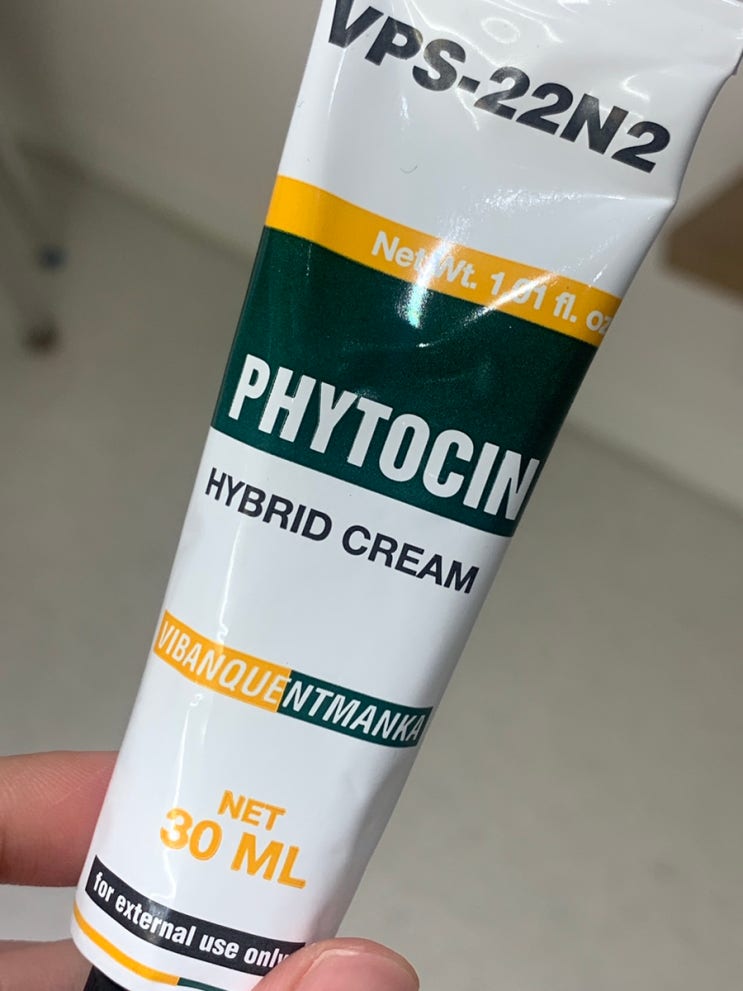 VPS-22N2
Net Wt. 1.01 fl. oz
PHYTOCIN
HYBRID CREAM
VIBANQUENTMANKA
NET
30 ML
for external use only